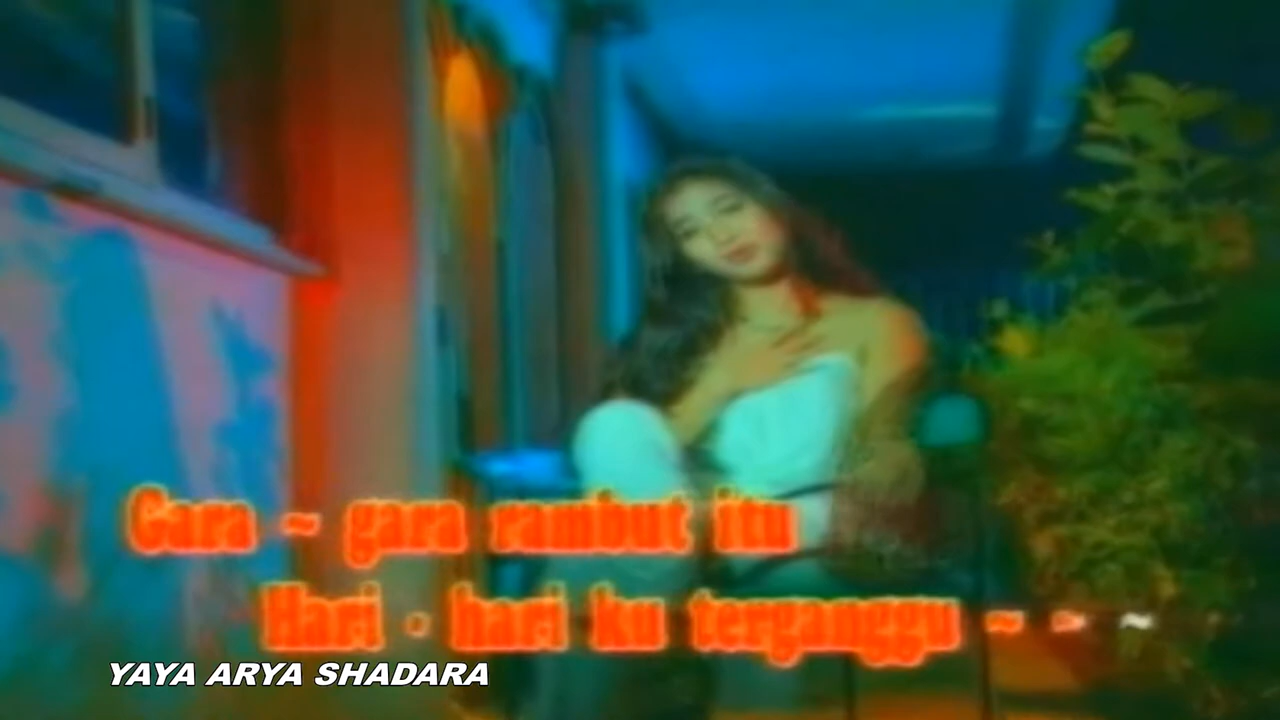 Gara ~ gara rambut itu
Hari - hari ku terganggu ~ ~ ~
YAYA ARYA SHADARA